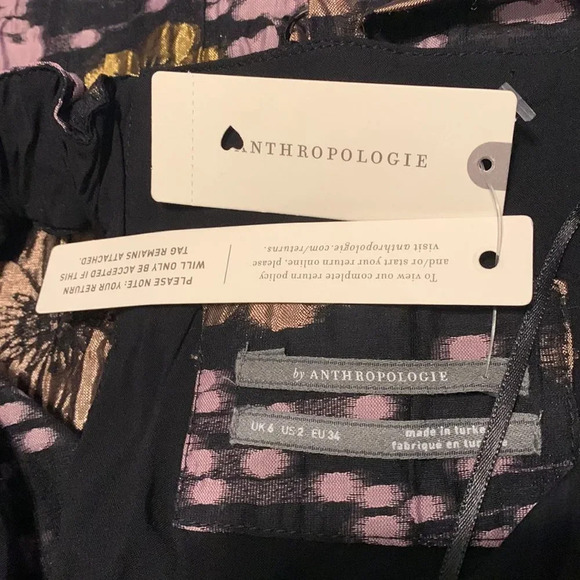 ANTHROPOLOGIE
To view our complete return policy
and/or start your return online, please
visit anthropologie.com/returns.
PLEASE NOTE: YOUR RETURN
WILL ONLY BE ACCEPTED IF THIS
TAG REMAINS ATTACHED.
by ANTHROPOLOGIE
UK 6 US 2 EU 34
made in turke
fabriqué en turquie